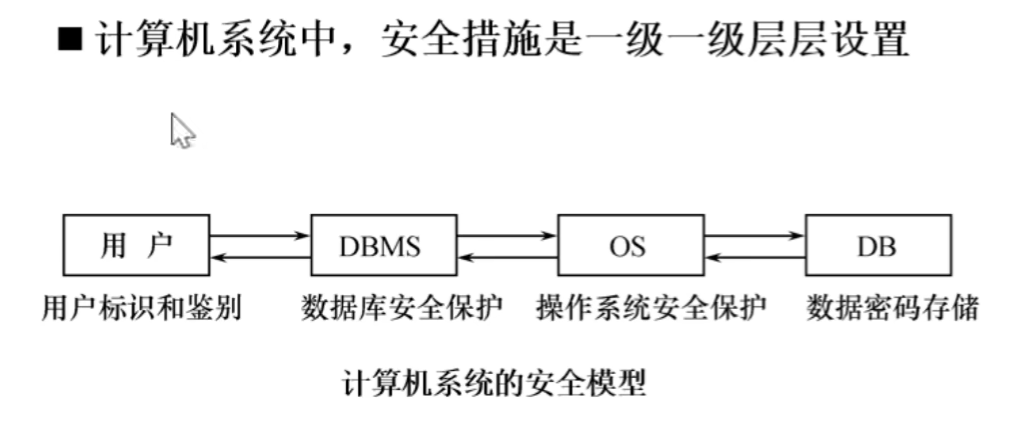 ■ 计算机系统中，安全措施是一级一级层层设置
用 户 DBMS OS DB
用户标识和鉴别 数据库安全保护 操作系统安全保护 数据密码存储
计算机系统的安全模型